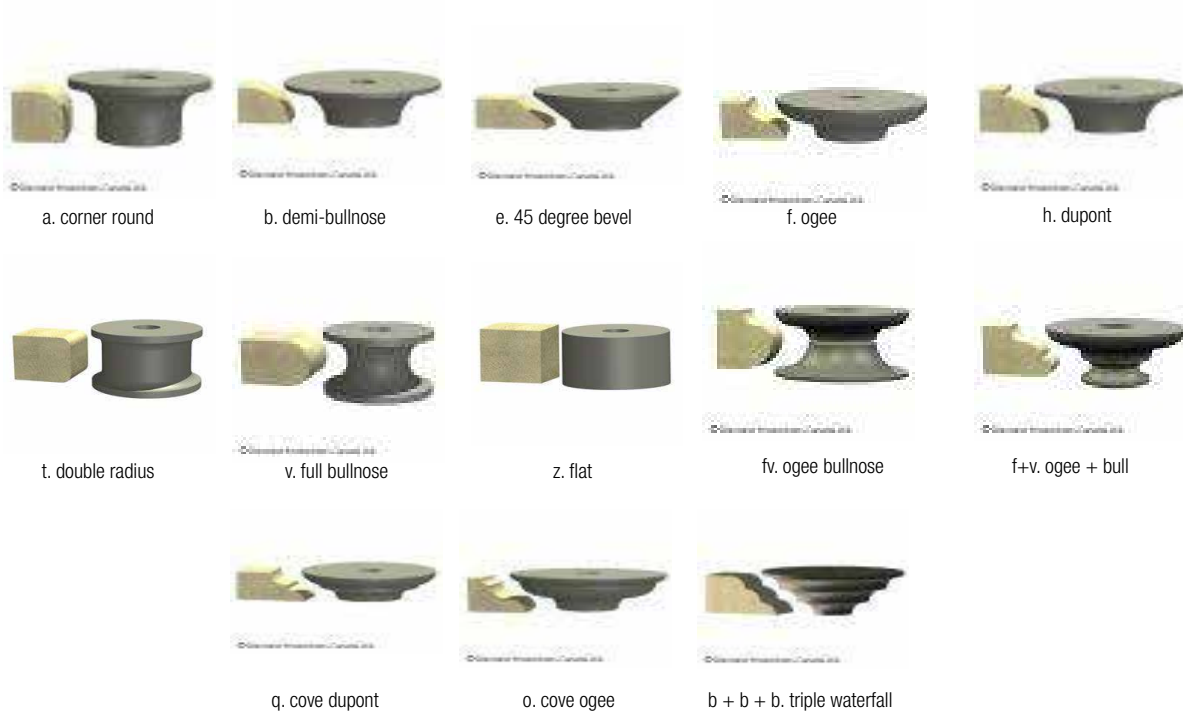 a. corner round
b. demi-bullnose
e. 45 degree bevel
f. ogee
h. dupont
t. double radius
v. full bullnose
z. flat
fv. ogee bullnose
f+v. ogee + bull
q. cove dupont
o. cove ogee
b + b + b. triple waterfall